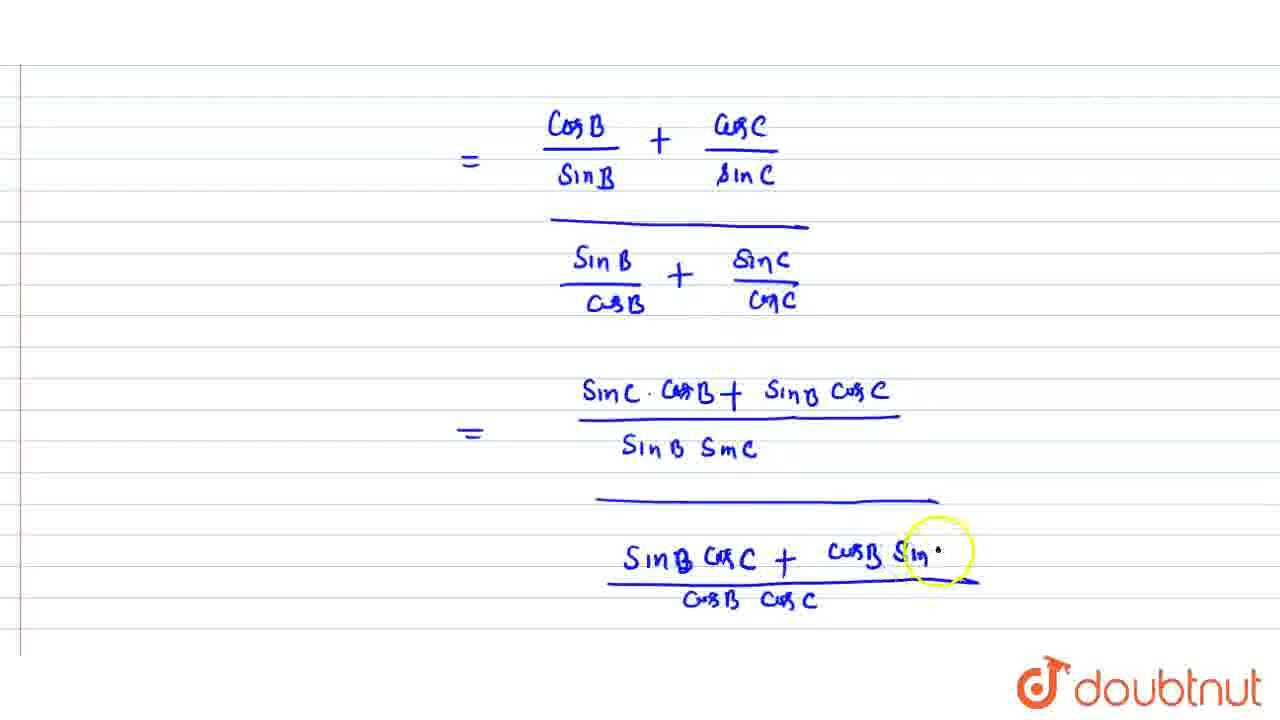 CosB + CosC
= SinB SinC
SinB + SinC
CosB CosC
SinC · CosB + SinB CosC
= SinB SinC
SinB CosC + CosB Sin
CosB CosC
doubtnut